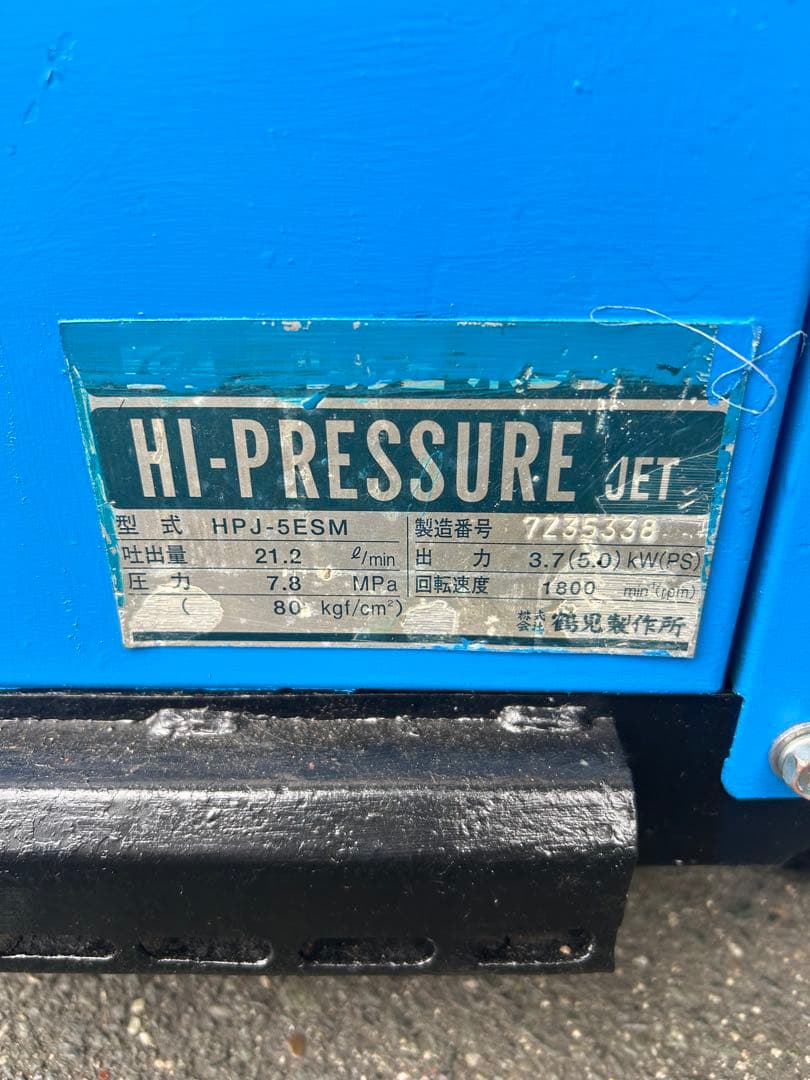 HI-PRESSURE JET
型式 HPJ-5ESM 製造番号 7Z35338
吐出量 21.2 ℓ/min 出力 3.7(5.0) kW(PS)
圧力 7.8 MPa 回転速度 1800 min⁻¹(rpm)
( 80 kgf/cm²) 株式会社 鶴見製作所